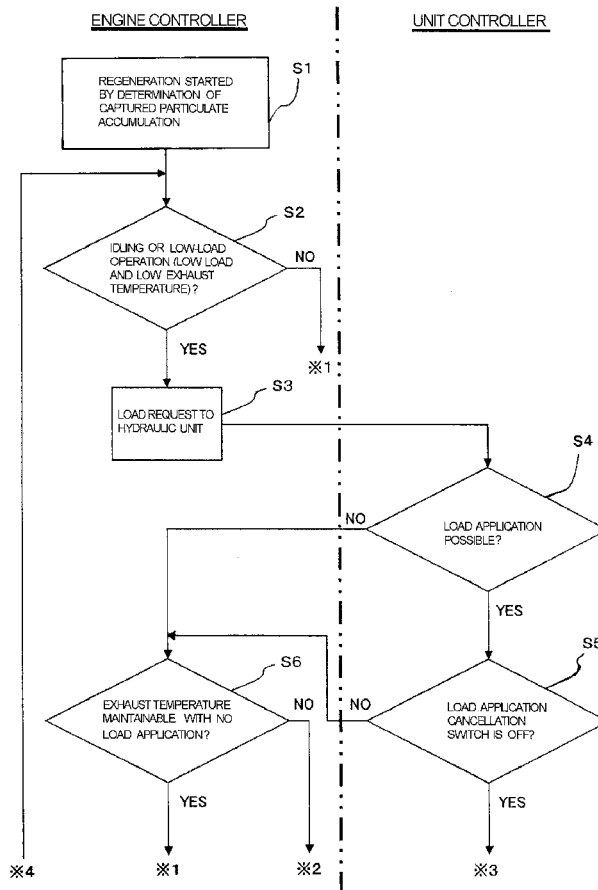 ENGINE CONTROLLER
UNIT CONTROLLER
S1
REGENERATION STARTED
BY DETERMINATION OF
CAPTURED PARTICULATE
ACCUMULATION
S2
IDLING OR LOW-LOAD
OPERATION (LOW LOAD
AND LOW EXHAUST
TEMPERATURE)?
NO
YES
※1
S3
LOAD REQUEST TO
HYDRAULIC UNIT
S4
LOAD APPLICATION
POSSIBLE?
NO
YES
S5
LOAD APPLICATION
CANCELLATION
SWITCH IS OFF?
NO
YES
S6
EXHAUST TEMPERATURE
MAINTAINABLE WITH NO
LOAD APPLICATION?
NO
YES
※4
※1
※2
※3